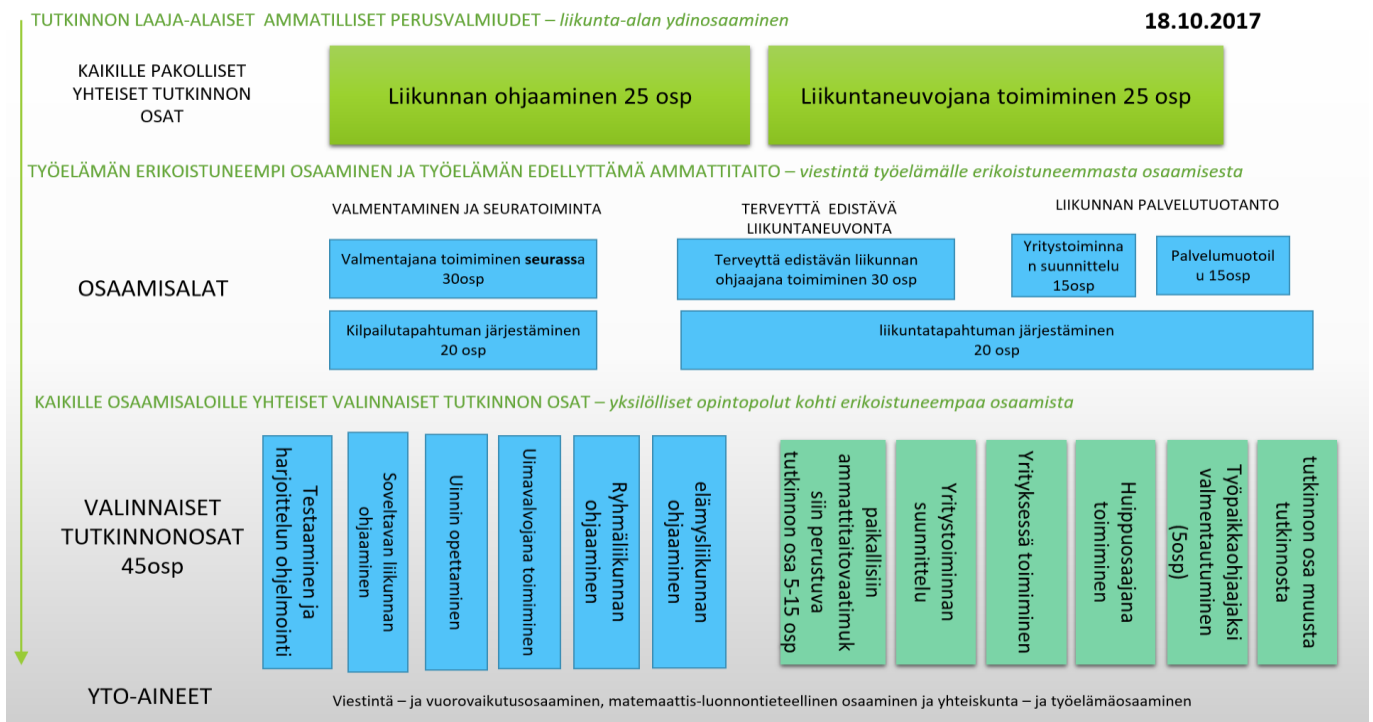 TUTKINNON LAAJA-ALAISET AMMATILLISET PERUSVALMIUDET – liikunta-alan ydinosaaminen
18.10.2017
KAIKILLE PAKOLLISET
YHTEISET TUTKINNON
OSAT
Liikunnan ohjaaminen 25 osp
Liikuntaneuvojana toimiminen 25 osp
TYÖELÄMÄN ERIKOISTUNEEMPI OSAAMINEN JA TYÖELÄMÄN EDELLYTTÄMÄ AMMATTITAITO – viestintä työelämälle erikoistuneemmasta osaamisesta
OSAAMISALAT
VALMENTAMINEN JA SEURATOIMINTA
Valmentajana toimiminen seurassa
30osp
Kilpailutapahtuman järjestäminen
20 osp
TERVEYTTÄ EDISTÄVÄ
LIIKUNTANEUVONTA
Terveyttä edistävän liikunnan
ohjaajana toimiminen 30 osp
LIIKUNNAN PALVELUTUOTANTO
Yritystoiminna
n suunnittelu
15osp
Palvelumuotoil
u 15osp
liikuntatapahtuman järjestäminen
20 osp
KAIKILLE OSAAMISALOILLE YHTEISET VALINNAISET TUTKINNON OSAT – yksilölliset opintopolut kohti erikoistuneempaa osaamista
VALINNAISET
TUTKINNONOSAT
45osp
Testaaminen ja
harjoittelun ohjelmointi
Soveltavan liikunnan
ohjaaminen
Uinnin opettaminen
Uimavalvojana toimiminen
Ryhmäliikunnan
ohjaaminen
elämysliikunnan
ohjaaminen
paikallisiin
ammattitaitovaatimuk
siin perustuva
tutkinnon osa 5-15 osp
Yritystoiminnan
suunnittelu
Yrityksessä toimiminen
Huippuosaajana
toimiminen
Työpaikkaohjaajaksi
valmentautuminen
(5osp)
tutkinnon osa muusta
tutkinnosta
YTO-AINEET
Viestintä – ja vuorovaikutusosaaminen, matemaattis-luonnontieteellinen osaaminen ja yhteiskunta – ja työelämäosaaminen